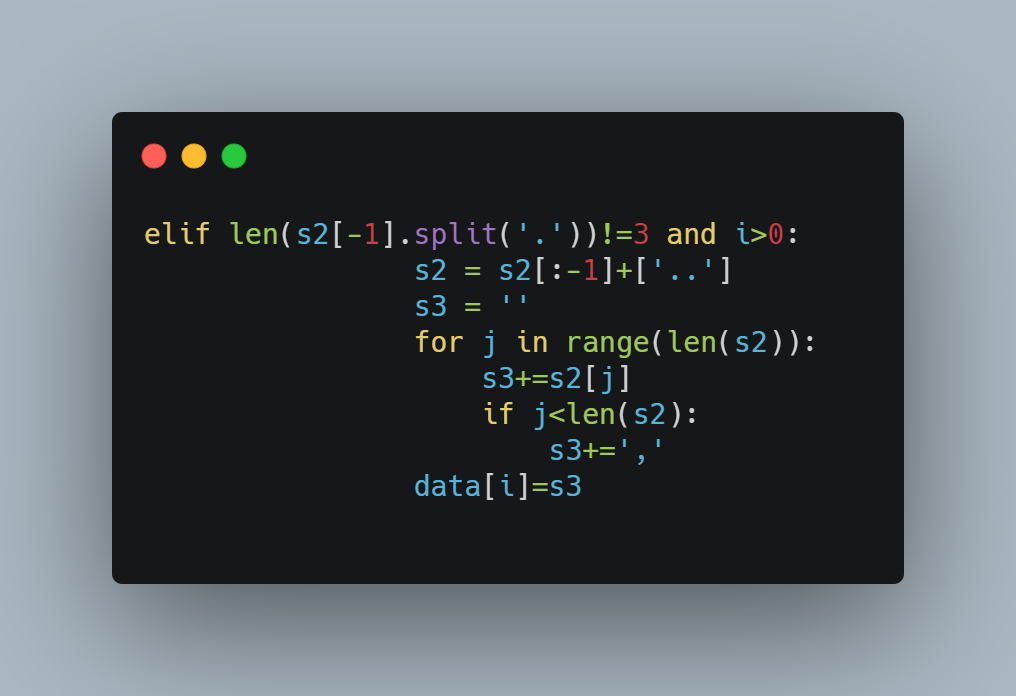 elif len(s2[-1].split('.'))!=3 and i>0:
                s2 = s2[:-1]+['..']
                s3 = ''
                for j in range(len(s2)):
                    s3+=s2[j]
                    if j<len(s2):
                        s3+=','
                data[i]=s3